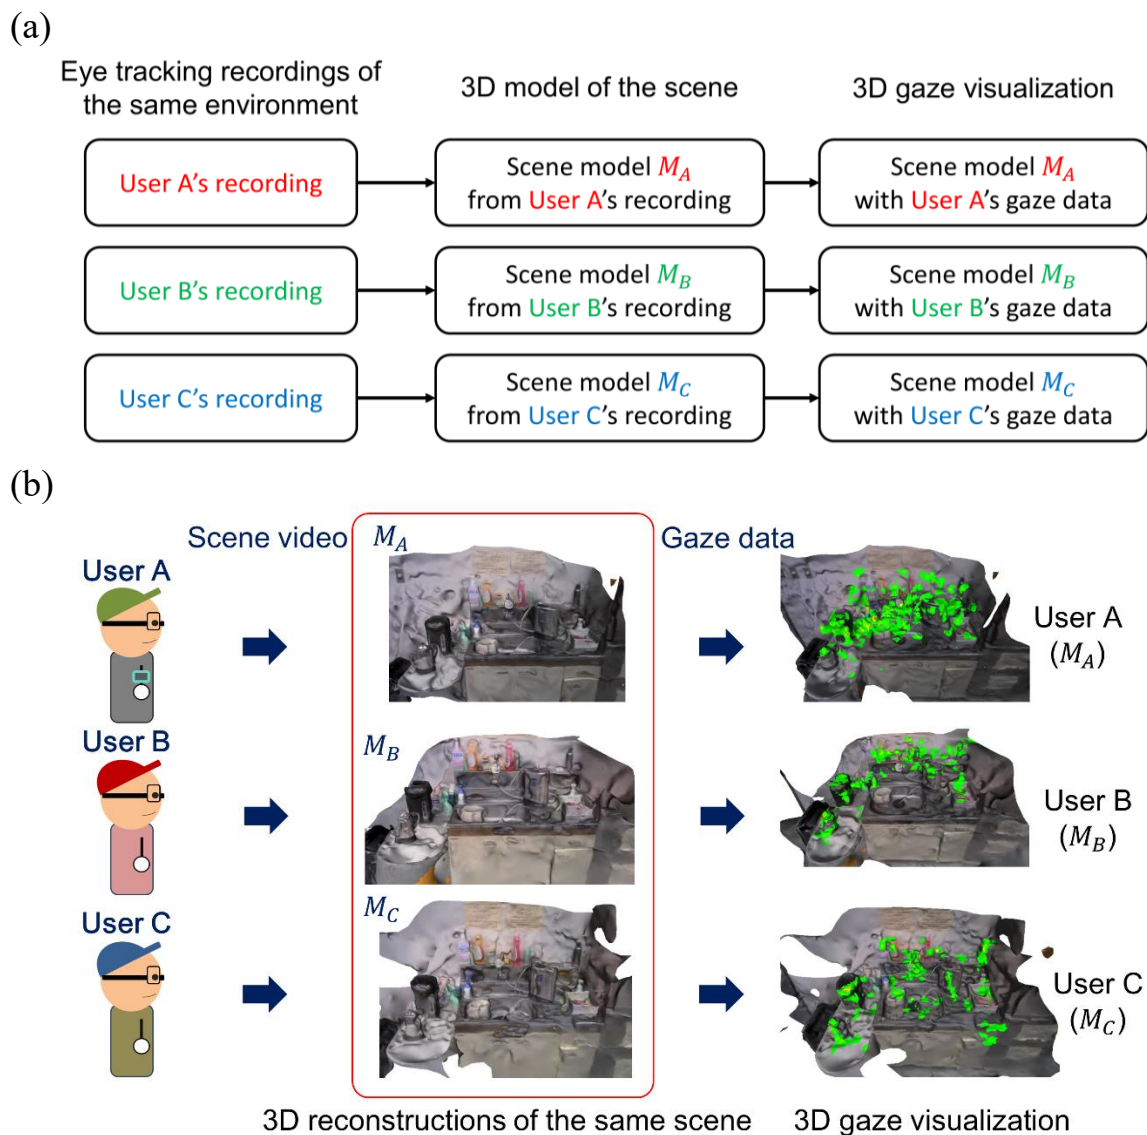 (a)
Eye tracking recordings of
the same environment
3D model of the scene
3D gaze visualization
User A's recording
Scene model M_A
from User A's recording
Scene model M_A
with User A's gaze data
User B's recording
Scene model M_B
from User B's recording
Scene model M_B
with User B's gaze data
User C's recording
Scene model M_C
from User C's recording
Scene model M_C
with User C's gaze data
(b)
Scene video
Gaze data
User A
M_A
User A
(M_A)
User B
M_B
User B
(M_B)
User C
M_C
User C
(M_C)
3D reconstructions of the same scene
3D gaze visualization